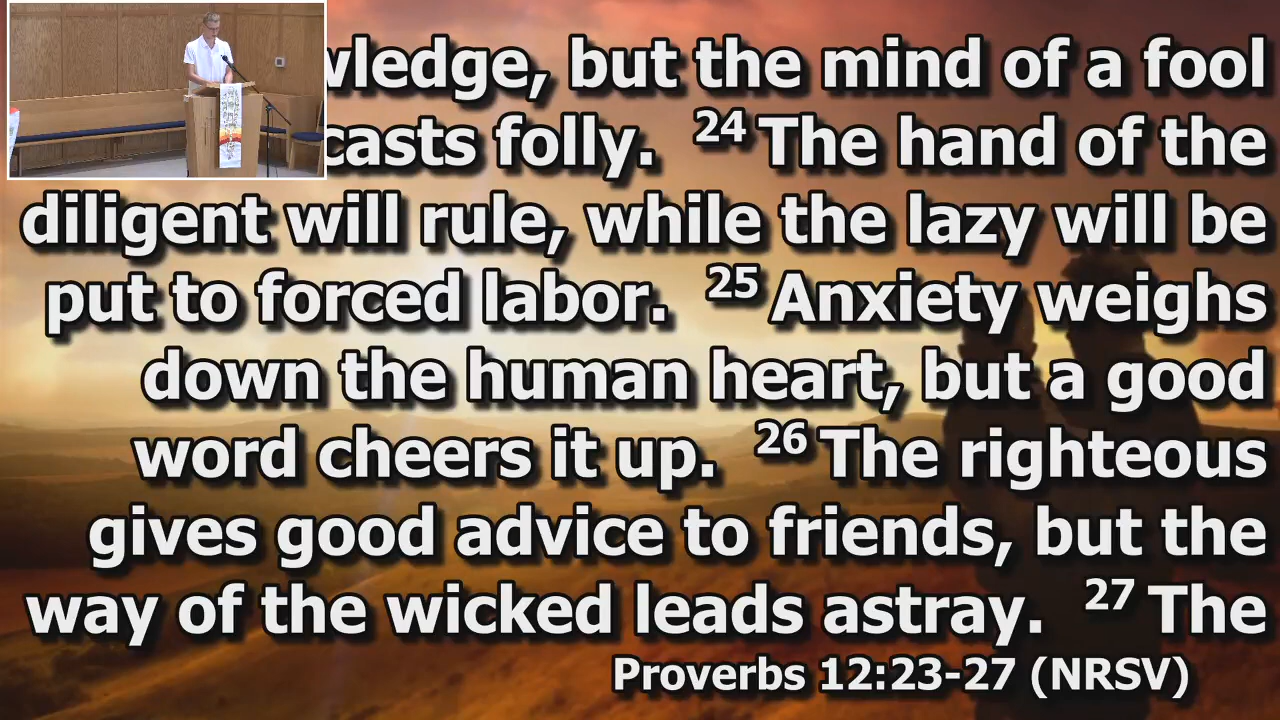 wledge, but the mind of a fool
casts folly. 24 The hand of the
diligent will rule, while the lazy will be
put to forced labor. 25 Anxiety weighs
down the human heart, but a good
word cheers it up. 26 The righteous
gives good advice to friends, but the
way of the wicked leads astray. 27 The
Proverbs 12:23-27 (NRSV)